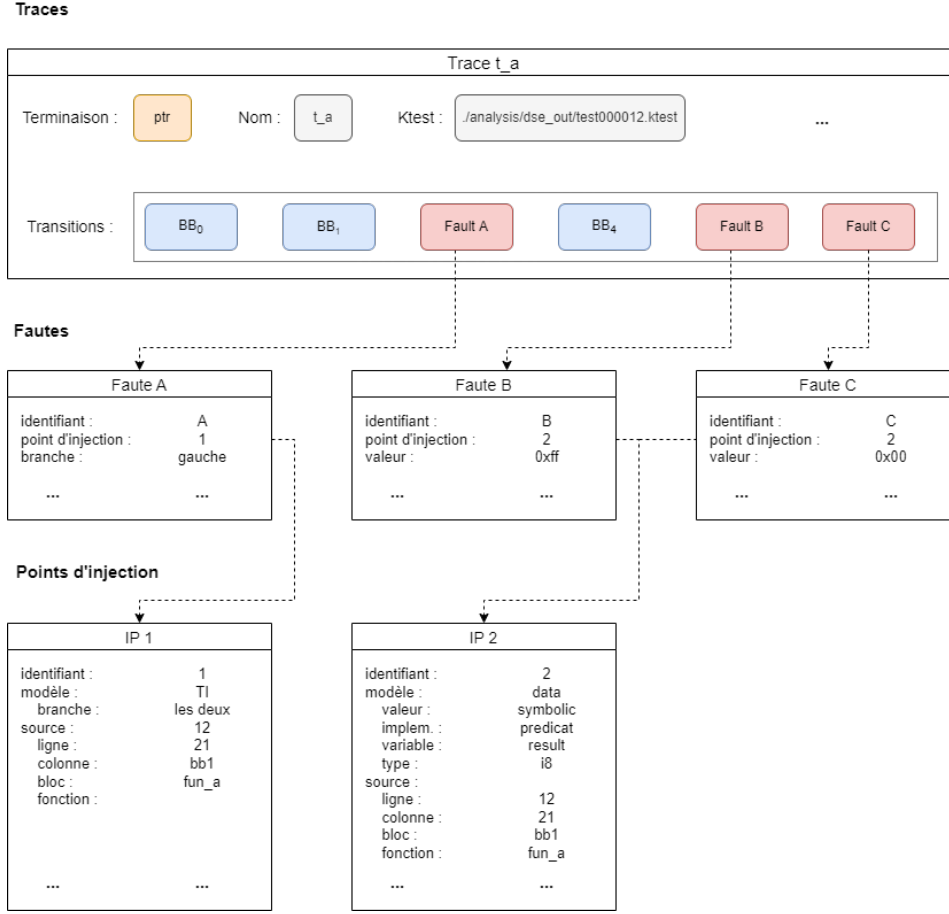 Traces
Trace t_a
Terminaison : ptr Nom : t_a Ktest : ./analysis/dse_out/test000012.ktest ...
Transitions : BB0 BB1 Fault A BB4 Fault B Fault C
Fautes
Faute A
identifiant : A
point d'injection : 1
branche : gauche
... ...
Faute B
identifiant : B
point d'injection : 2
valeur : 0xff
... ...
Faute C
identifiant : C
point d'injection : 2
valeur : 0x00
... ...
Points d'injection
IP 1
identifiant : 1
modèle : TI
branche : les deux
source : 12
ligne : 21
colonne : bb1
bloc : fun_a
fonction :
... ...
IP 2
identifiant : 2
modèle : data
valeur : symbolic
implem. : predicat
variable : result
type : i8
source :
ligne : 12
colonne : 21
bloc : bb1
fonction : fun_a
... ...